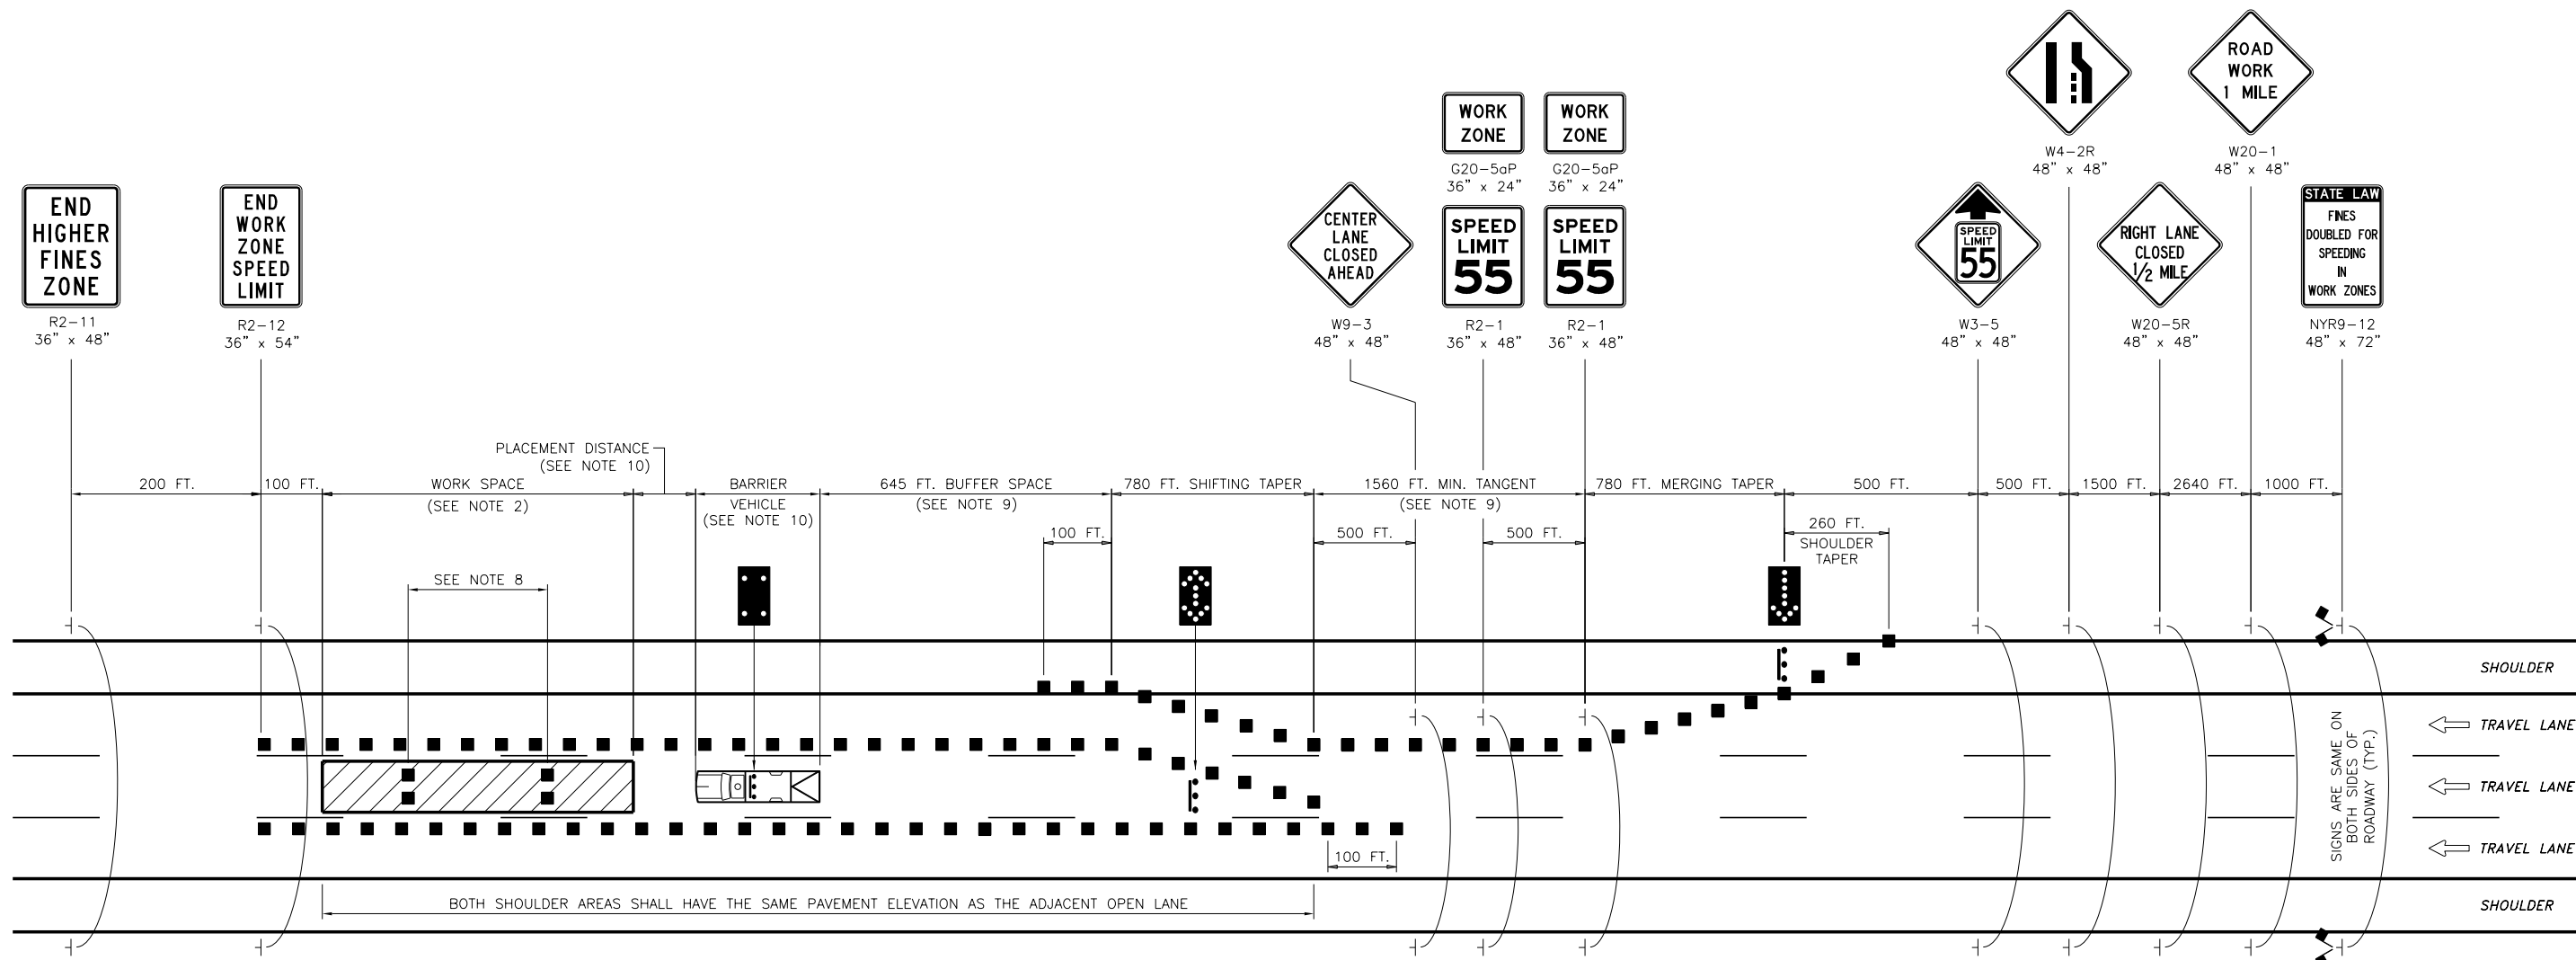 ROAD
WORK
1 MILE
W4-2R
48" x 48"
W20-1
48" x 48"
WORK
ZONE
G20-5aP
36" x 24"
WORK
ZONE
G20-5aP
36" x 24"
END
HIGHER
FINES
ZONE
R2-11
36" x 48"
END
WORK
ZONE
SPEED
LIMIT
R2-12
36" x 54"
CENTER
LANE
CLOSED
AHEAD
W9-3
48" x 48"
SPEED
LIMIT
55
R2-1
36" x 48"
SPEED
LIMIT
55
R2-1
36" x 48"
SPEED
LIMIT
55
W3-5
48" x 48"
RIGHT LANE
CLOSED
1/2 MILE
W20-5R
48" x 48"
STATE LAW
FINES
DOUBLED FOR
SPEEDING
IN
WORK ZONES
NYR9-12
48" x 72"
PLACEMENT DISTANCE
(SEE NOTE 10)
200 FT.
100 FT.
WORK SPACE
(SEE NOTE 2)
BARRIER
VEHICLE
(SEE NOTE 10)
645 FT. BUFFER SPACE
(SEE NOTE 9)
780 FT. SHIFTING TAPER
1560 FT. MIN. TANGENT
(SEE NOTE 9)
780 FT. MERGING TAPER
500 FT.
500 FT.
1500 FT.
2640 FT.
1000 FT.
100 FT.
500 FT.
500 FT.
260 FT.
SHOULDER
TAPER
SEE NOTE 8
SHOULDER
TRAVEL LANE
TRAVEL LANE
TRAVEL LANE
SHOULDER
SIGNS ARE SAME ON
BOTH SIDES OF
ROADWAY (TYP.)
100 FT.
BOTH SHOULDER AREAS SHALL HAVE THE SAME PAVEMENT ELEVATION AS THE ADJACENT OPEN LANE